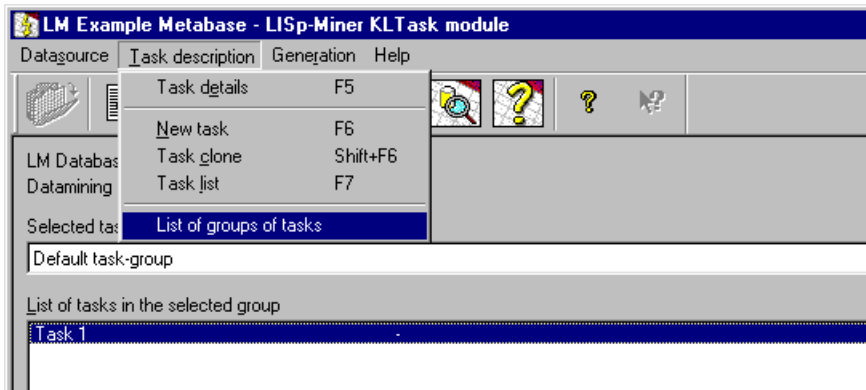 LM Example Metabase - LISp-Miner KLTask module
Datasource Task description Generation Help
Task details F5
New task F6
Task clone Shift+F6
Task list F7
List of groups of tasks
LM Databas
Datamining
Selected tas
Default task-group
List of tasks in the selected group
Task 1 -